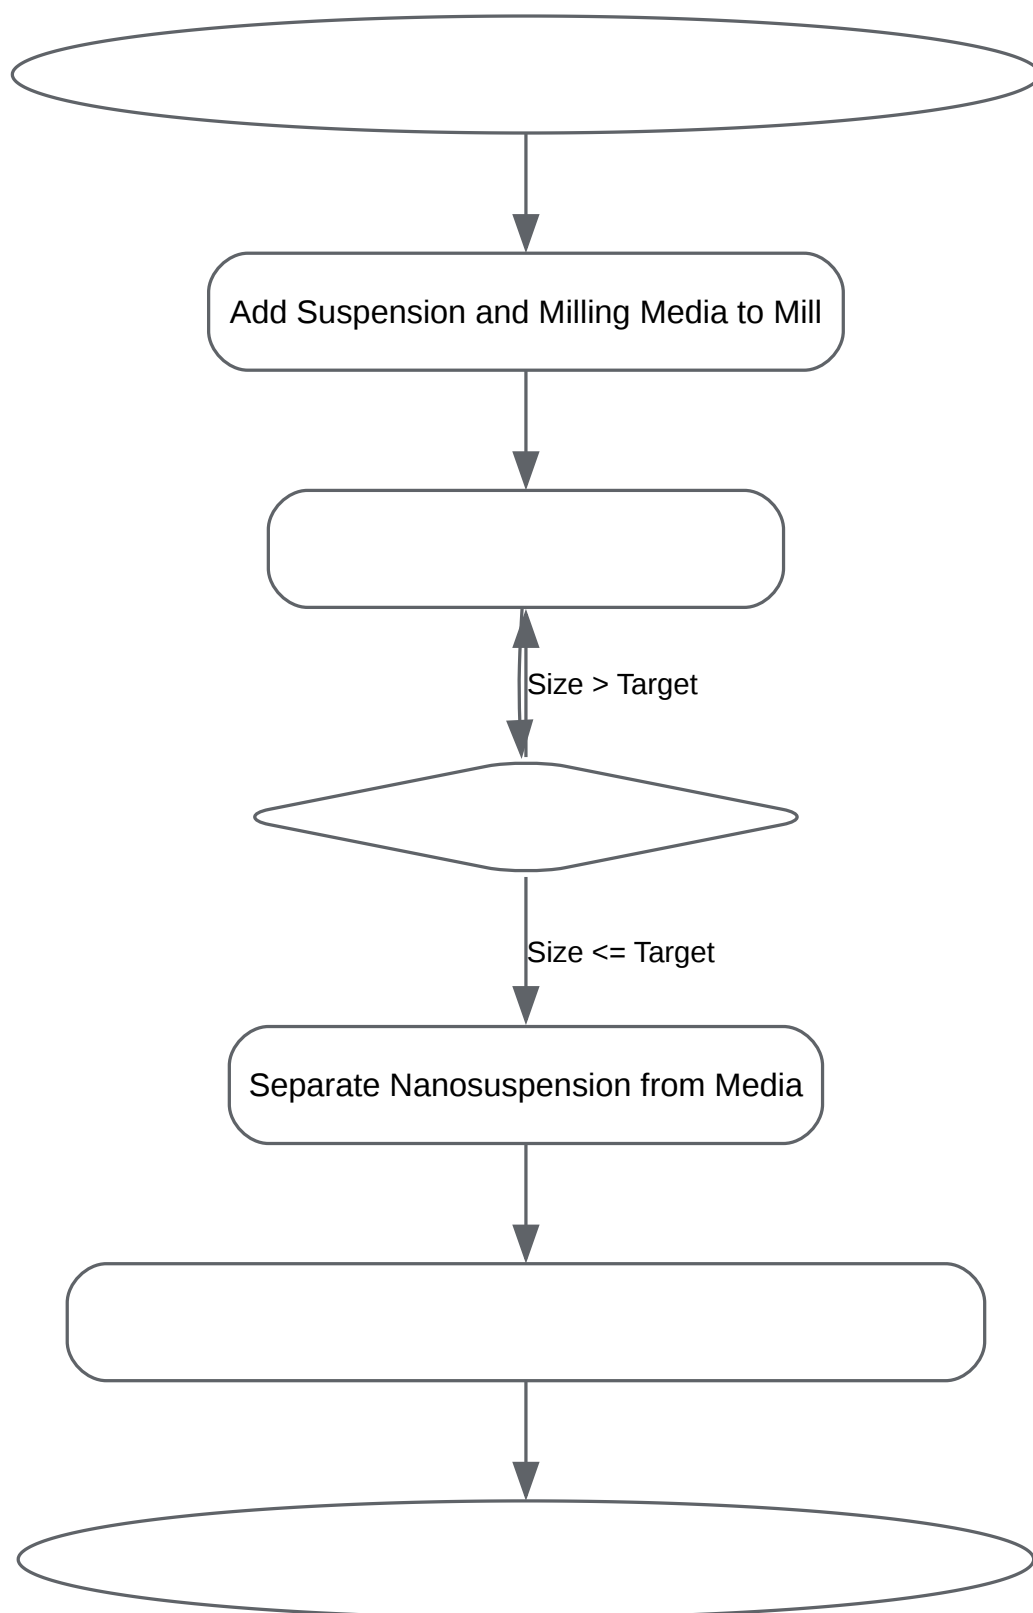 Add Suspension and Milling Media to Mill
Size > Target
Size <= Target
Separate Nanosuspension from Media